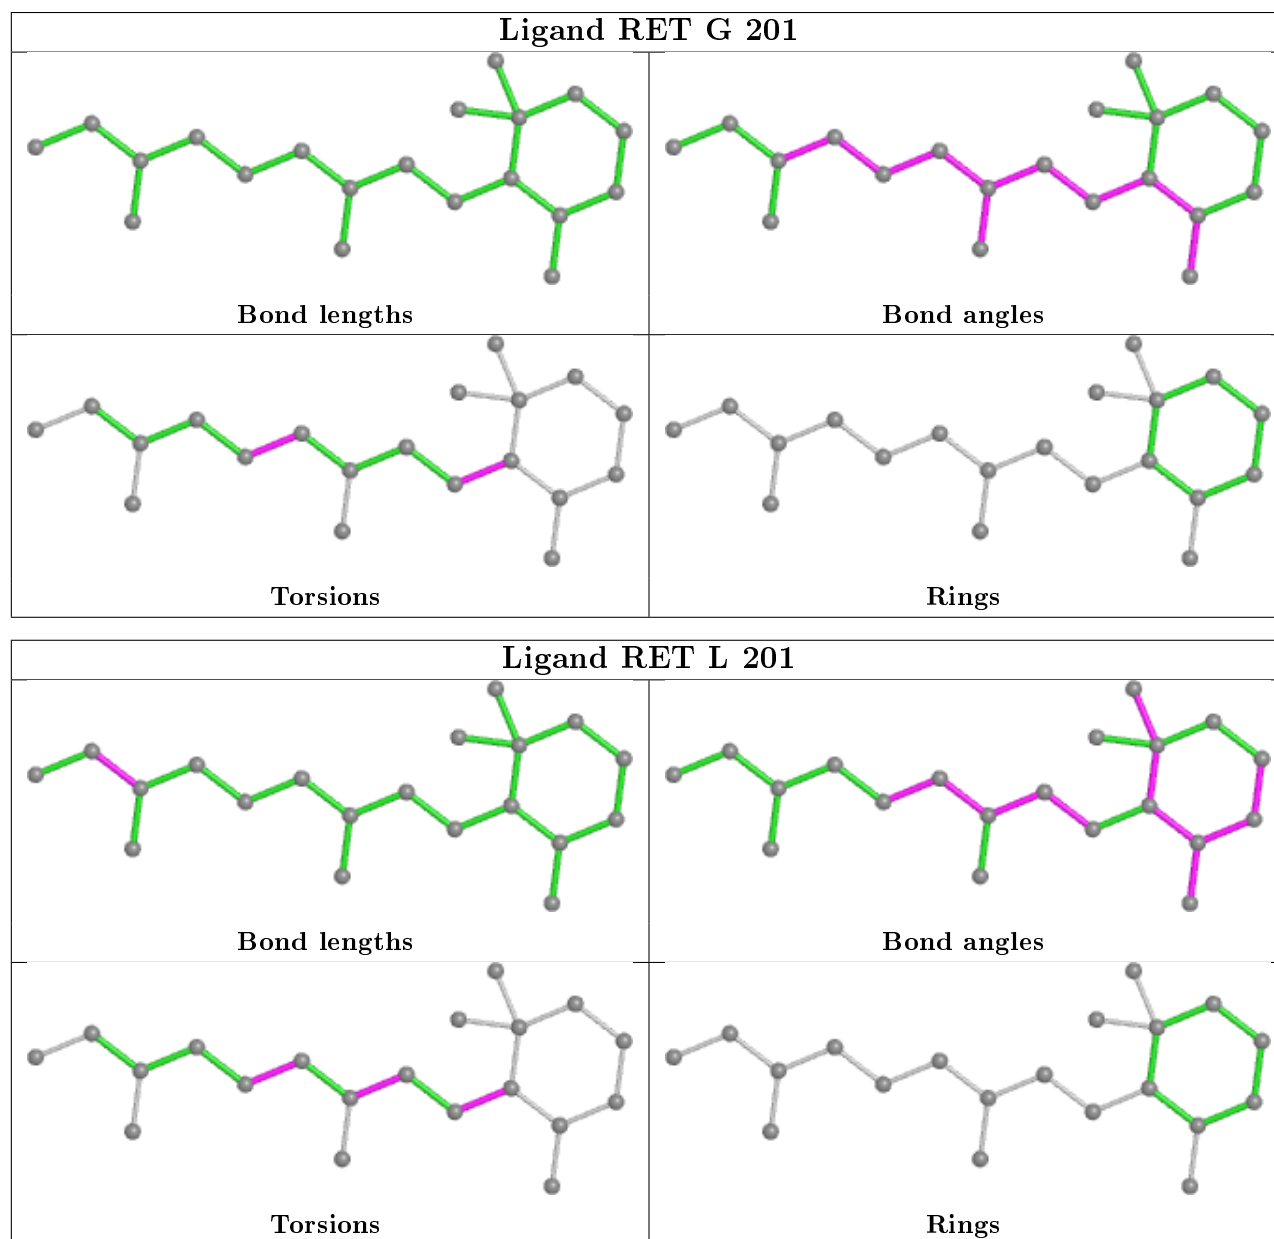 Ligand RET G 201
Bond lengths
Bond angles
Torsions
Rings
Ligand RET L 201
Bond lengths
Bond angles
Torsions
Rings